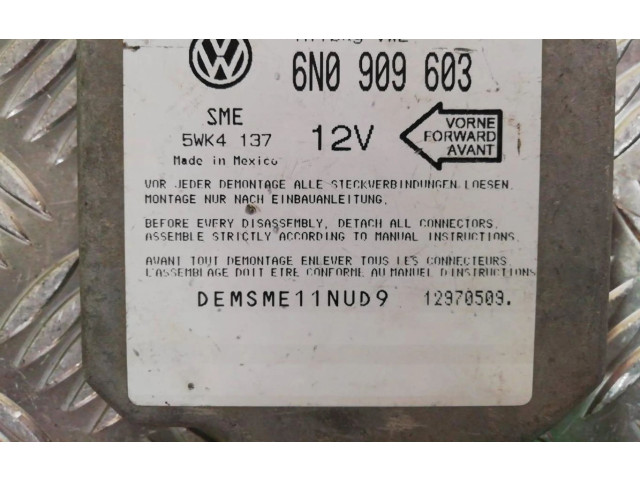 6N0 909 603
SME
5WK4 137
12V
Made in Mexico
VORNE
FORWARD
AVANT
VOR JEDER DEMONTAGE ALLE STECKVERBINDUNGEN LOESEN.
MONTAGE NUR NACH EINBAUANLEITUNG.
BEFORE EVERY DISASSEMBLY, DETACH ALL CONNECTORS.
ASSEMBLE STRICTLY ACCORDING TO MANUAL INSTRUCTIONS.
AVANT TOUT DEMONTAGE ENLEVER TOUS LES CONNECTEURS
L'ASSEMBLAGE DOIT ETRE CONFORME AU MANUEL D'INSTRUCTIONS
DEMSME11NUD9 12970509.